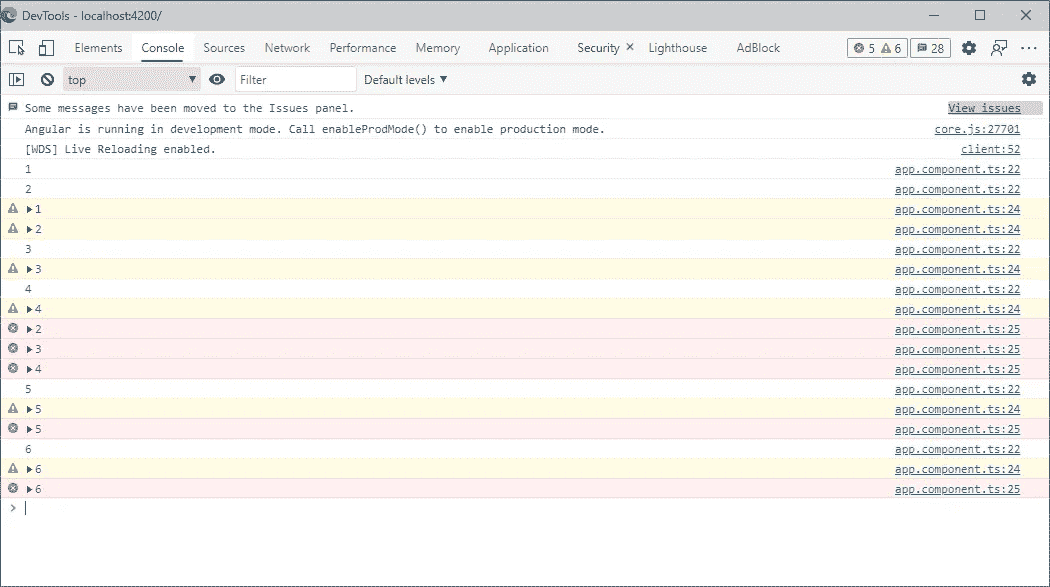 DevTools - localhost:4200/
Elements Console Sources Network Performance Memory Application Security Lighthouse AdBlock 5 6 28
top Filter Default levels
Some messages have been moved to the Issues panel. View issues
Angular is running in development mode. Call enableProdMode() to enable production mode. core.js:27701
[WDS] Live Reloading enabled. client:52
1 app.component.ts:22
2 app.component.ts:22
1 app.component.ts:24
2 app.component.ts:24
3 app.component.ts:22
3 app.component.ts:24
4 app.component.ts:22
4 app.component.ts:24
2 app.component.ts:25
3 app.component.ts:25
4 app.component.ts:25
5 app.component.ts:22
5 app.component.ts:24
5 app.component.ts:25
6 app.component.ts:22
6 app.component.ts:24
6 app.component.ts:25